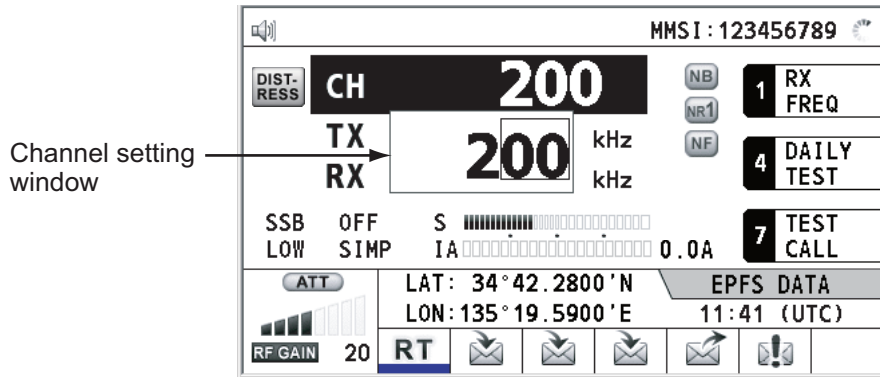 MMSI:123456789
DIST-
RESS
CH 200
NB
NR1
NF
1 RX
FREQ
Channel setting
window
TX
RX
200
kHz
kHz
4 DAILY
TEST
SSB OFF S
LOW SIMP IA 0.0A
7 TEST
CALL
ATT
LAT: 34°42.2800'N
LON:135°19.5900'E
EPFS DATA
11:41 (UTC)
RF GAIN 20
RT